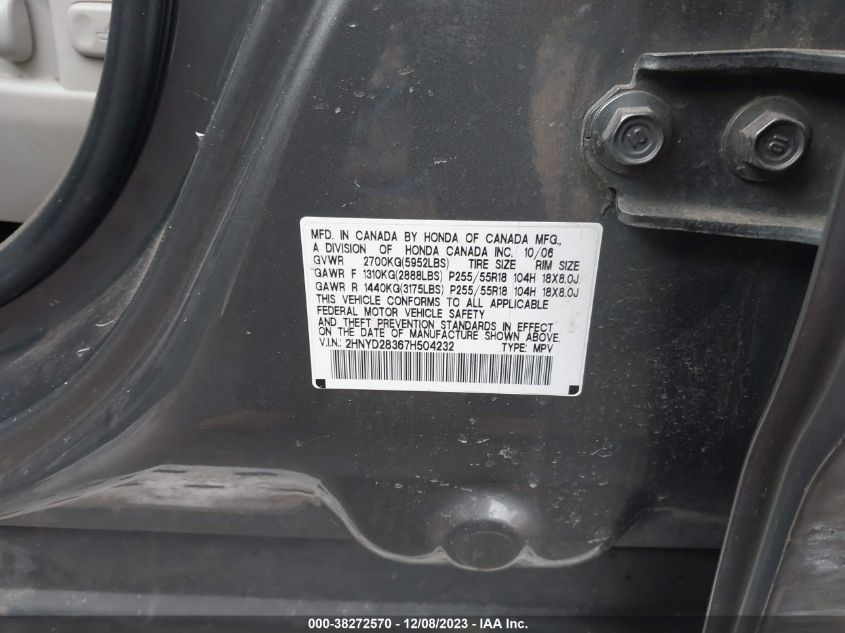 MFD. IN CANADA BY HONDA OF CANADA MFG.,
A DIVISION OF HONDA CANADA INC. 10/06
GVWR 2700KG(5952LBS) TIRE SIZE RIM SIZE
GAWR F 1310KG(2888LBS) P255/55R18 104H 18X8.0J
GAWR R 1440KG(3175LBS) P255/55R18 104H 18X8.0J
THIS VEHICLE CONFORMS TO ALL APPLICABLE
FEDERAL MOTOR VEHICLE SAFETY
AND THEFT PREVENTION STANDARDS IN EFFECT
ON THE DATE OF MANUFACTURE SHOWN ABOVE.
V.I.N.: 2HNYD28367H504232 TYPE: MPV
000-38272570 - 12/08/2023 - IAA Inc.